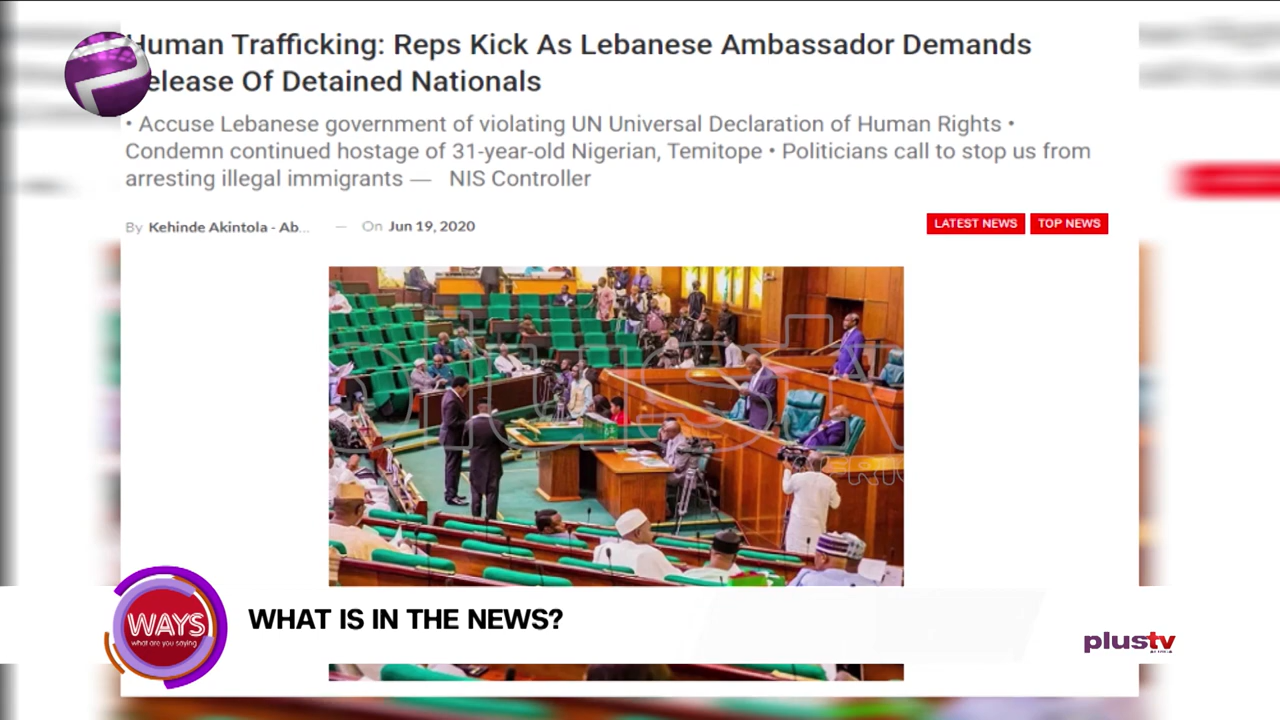 Human Trafficking: Reps Kick As Lebanese Ambassador Demands
elease Of Detained Nationals
• Accuse Lebanese government of violating UN Universal Declaration of Human Rights •
Condemn continued hostage of 31-year-old Nigerian, Temitope • Politicians call to stop us from
arresting illegal immigrants — NIS Controller
By Kehinde Akintola - Ab... — On Jun 19, 2020
LATEST NEWS TOP NEWS
WAYS
what are you saying
WHAT IS IN THE NEWS?
plustv